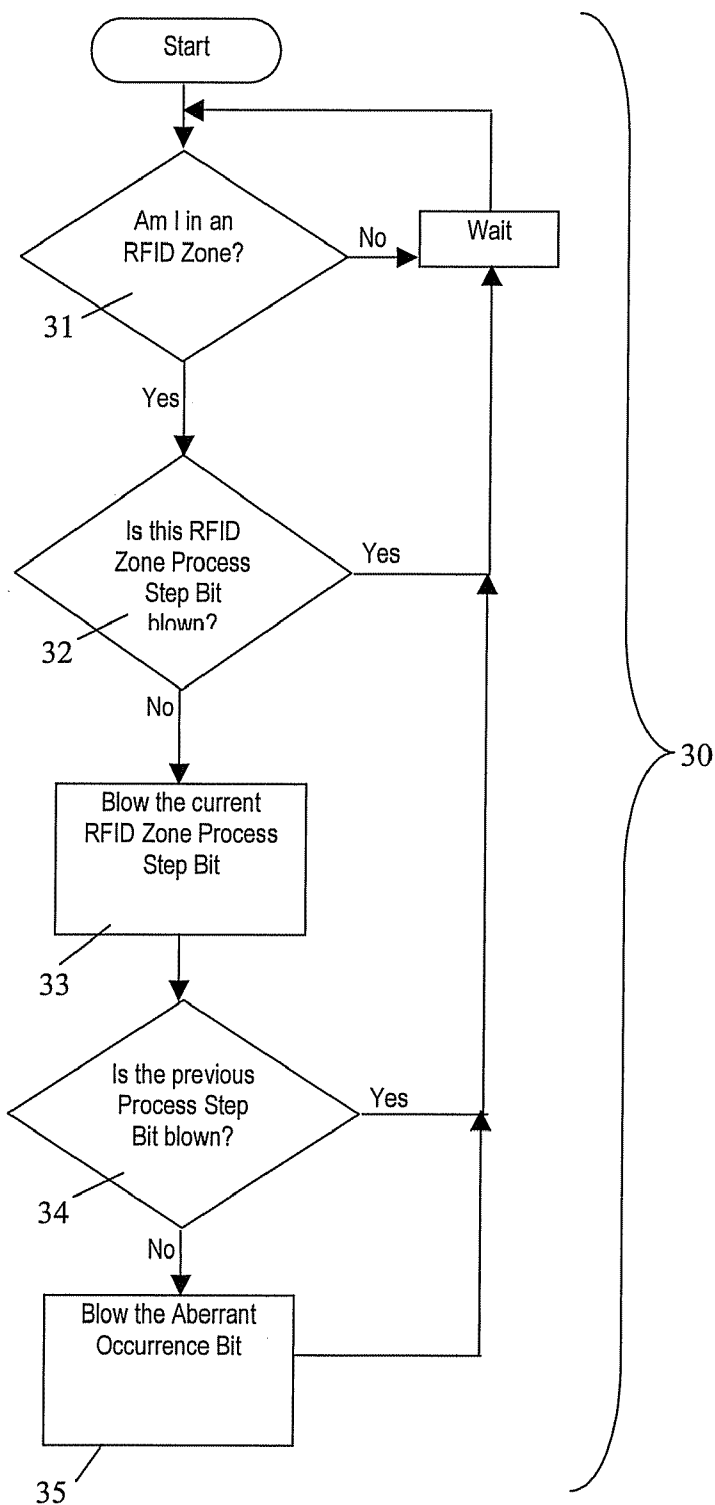 Start
Am I in an
RFID Zone?
No
Wait
31
Yes
Is this RFID
Zone Process
Step Bit
blown?
Yes
32
No
30
Blow the current
RFID Zone Process
Step Bit
33
Is the previous
Process Step
Bit blown?
Yes
34
No
Blow the Aberrant
Occurrence Bit
35